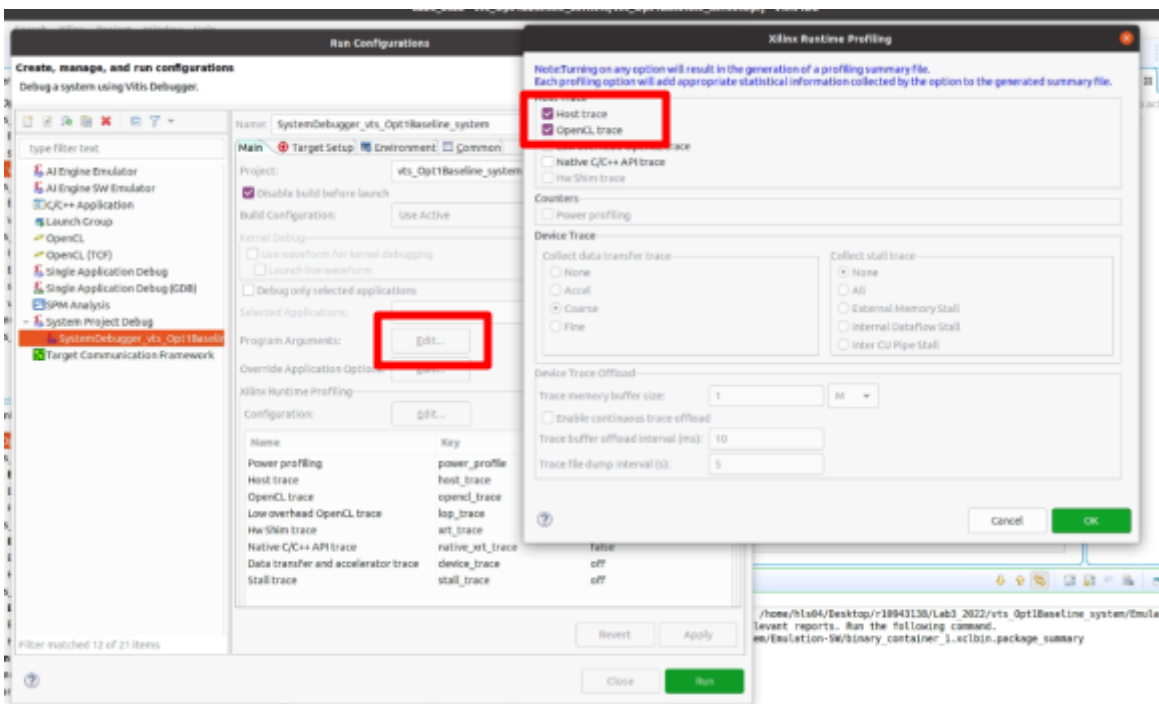 Run Configurations
Create, manage, and run configurations
Debug a system using Vitis Debugger.
type filter text
AI Engine Emulator
AI Engine SW Emulator
C/C++ Application
Launch Group
OpenCL
OpenCL (TCF)
Single Application Debug
Single Application Debug (GDB)
SPM Analysis
System Project Debug
SystemDebugger_vts_Opt1Baselin
Target Communication Framework
Filter matched 12 of 21 items
Name: SystemDebugger_vts_Opt1Baseline_system
Main Target Setup Environment Common
Project: vts_Opt1Baseline_system
Disable build before launch
Build Configuration: Use Active
Kernel Debug
Use waveform for kernel debugging
Launch live waveform
Debug only selected applications
Selected Applications:
Program Arguments: Edit...
Override Application Options:
Xilinx Runtime Profiling
Configuration: Edit...
Name Key
Power profiling power_profile
Host trace host_trace
OpenCL trace opencl_trace
Low overhead OpenCL trace lop_trace
Hw Shim trace xrt_trace
Native C/C++ API trace native_xrt_trace false
Data transfer and accelerator trace device_trace off
Stall trace stall_trace off
Revert Apply
Close Run
Xilinx Runtime Profiling
Note:Turning on any option will result in the generation of a profiling summary file.
Each profiling option will add appropriate statistical information collected by the option to the generated summary file.
Host trace
OpenCL trace
trace
Native C/C++ API trace
Hw Shim trace
Counters
Power profiling
Device Trace
Collect data transfer trace
None
Accel
Coarse
Fine
Collect stall trace
None
All
External Memory Stall
Internal Dataflow Stall
Inter CU Pipe Stall
Device Trace Offload
Trace memory buffer size: 1 M
Enable continuous trace offload
Trace buffer offload interval (ms): 10
Trace file dump interval (s): 5
Cancel OK
/home/hls04/Desktop/r10943138/Lab3_2022/vts_Opt1Baseline_system/Emula
levant reports. Run the following command.
em/Emulation-SW/binary_container_1.xclbin.package_summary